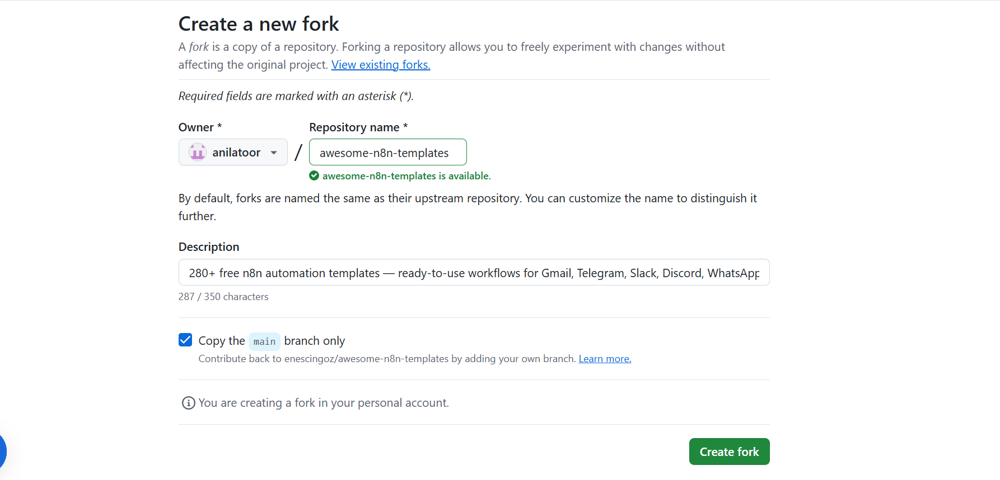 Create a new fork
A fork is a copy of a repository. Forking a repository allows you to freely experiment with changes without
affecting the original project. View existing forks.
Required fields are marked with an asterisk (*).
Owner *
Repository name *
anilatoor
/
awesome-n8n-templates
awesome-n8n-templates is available.
By default, forks are named the same as their upstream repository. You can customize the name to distinguish it
further.
Description
280+ free n8n automation templates — ready-to-use workflows for Gmail, Telegram, Slack, Discord, WhatsApp
287 / 350 characters
Copy the main branch only
Contribute back to enescingoz/awesome-n8n-templates by adding your own branch. Learn more.
You are creating a fork in your personal account.
Create fork